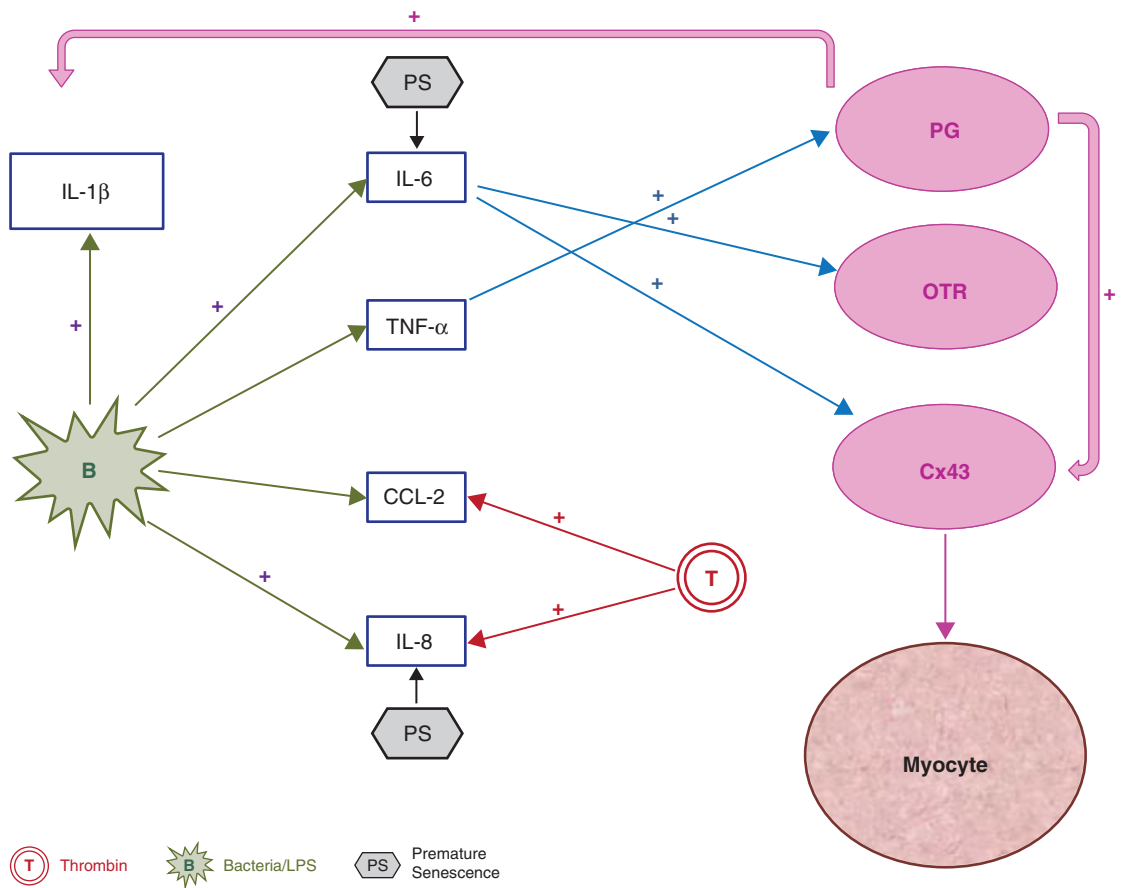 +
PS
PG
IL-1β
IL-6
+
+
OTR
+
+
+
+
TNF-α
B
Cx43
CCL-2
+
T
+
+
IL-8
PS
Myocyte
T Thrombin
B Bacteria/LPS
PS Premature
Senescence